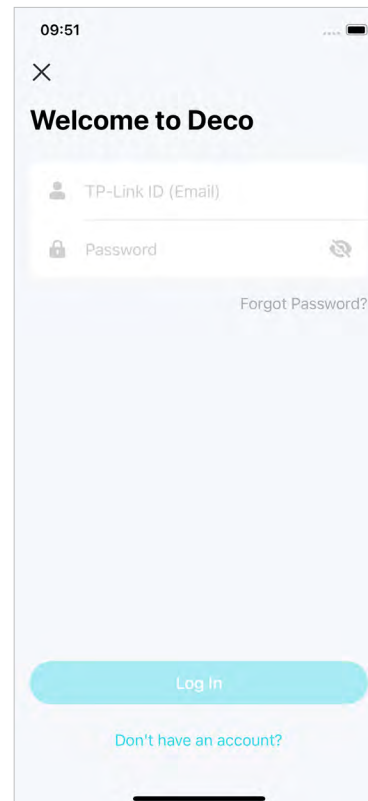 09:51
Welcome to Deco
TP-Link ID (Email)
Password
Forgot Password?
Log In
Don't have an account?